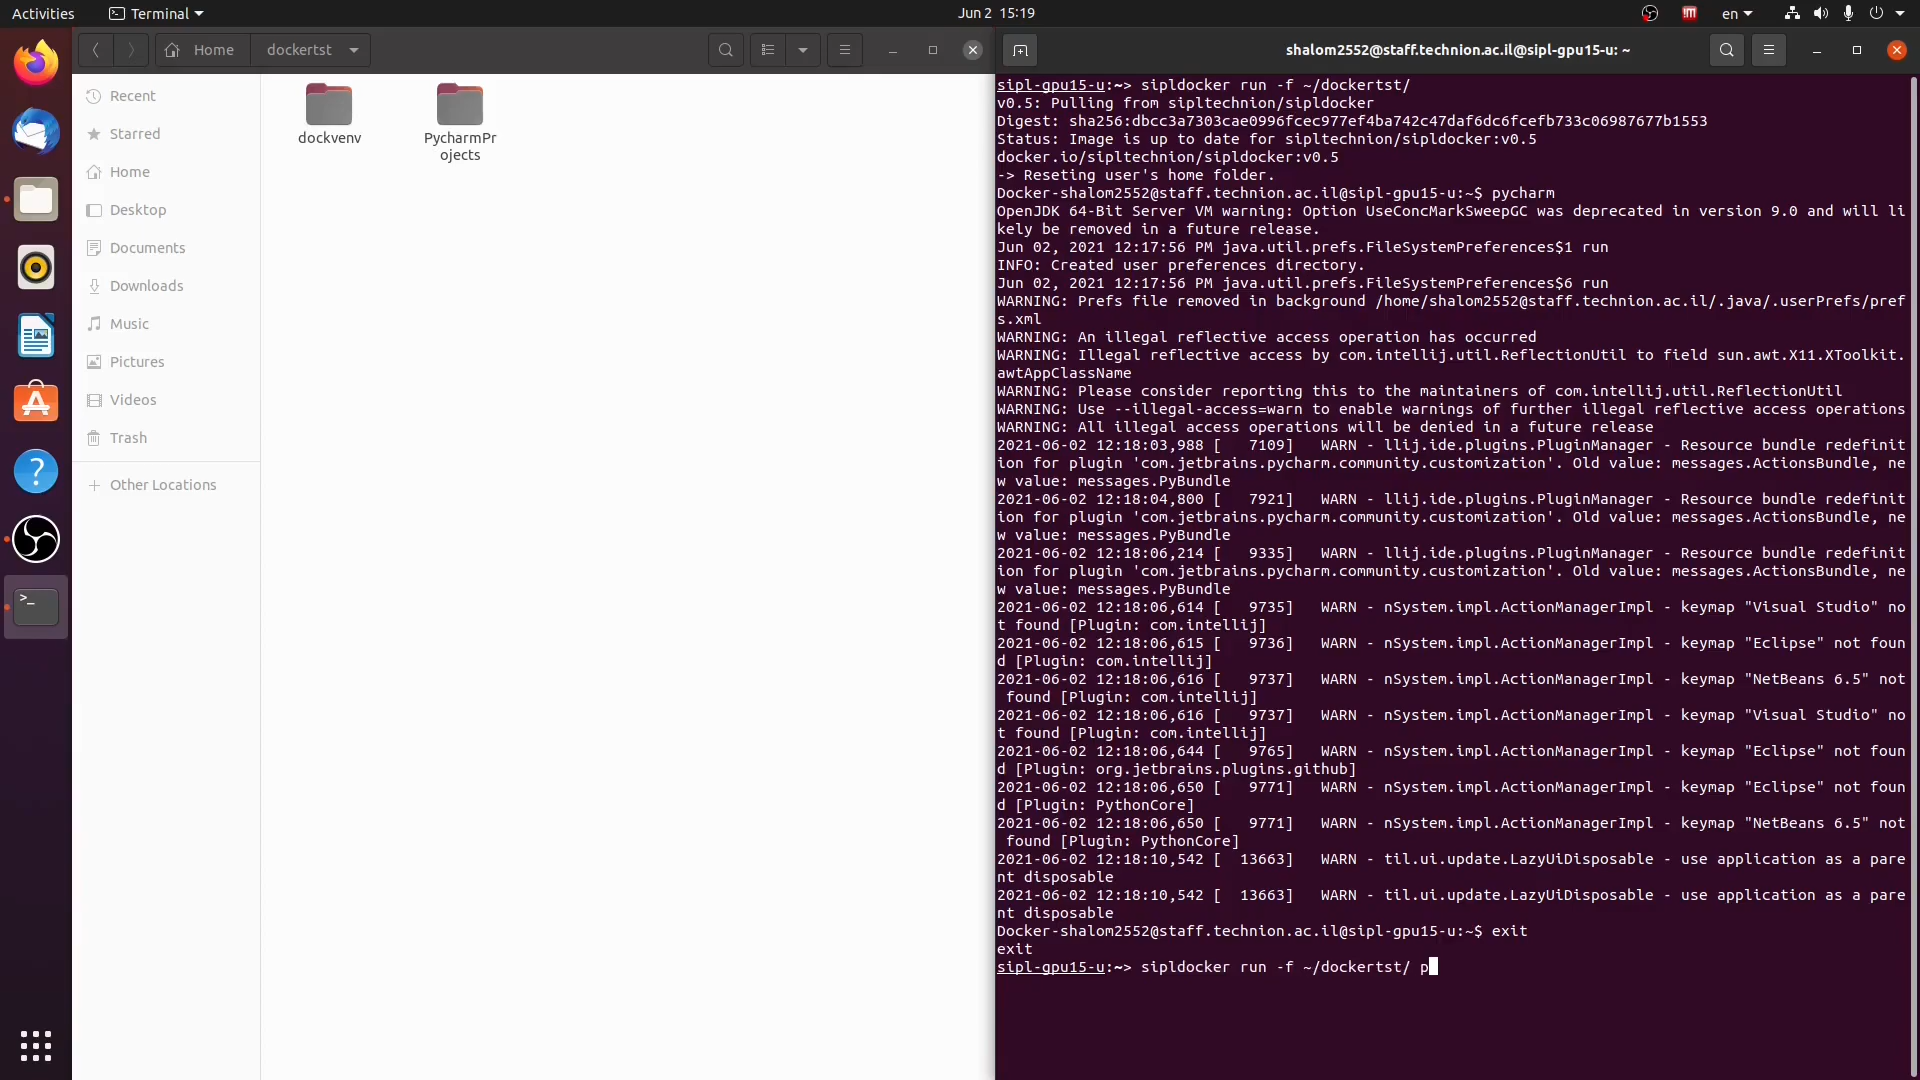 Activities
Terminal
Jun 2 15:19
en
Home
dockertst
shalom2552@staff.technion.ac.il@sipl-gpu15-u: ~
Recent
Starred
Home
Desktop
Documents
Downloads
Music
Pictures
Videos
Trash
Other Locations
dockvenv
PycharmPr
ojects
sipl-gpu15-u:~> sipldocker run -f ~/dockertst/
v0.5: Pulling from sipltechnion/sipldocker
Digest: sha256:dbcc3a7303cae0996fcec977ef4ba742c47daf6dc6fcefb733c06987677b1553
Status: Image is up to date for sipltechnion/sipldocker:v0.5
docker.io/sipltechnion/sipldocker:v0.5
-> Reseting user's home folder.
Docker-shalom2552@staff.technion.ac.il@sipl-gpu15-u:~$ pycharm
OpenJDK 64-Bit Server VM warning: Option UseConcMarkSweepGC was deprecated in version 9.0 and will li
kely be removed in a future release.
Jun 02, 2021 12:17:56 PM java.util.prefs.FileSystemPreferences$1 run
INFO: Created user preferences directory.
Jun 02, 2021 12:17:56 PM java.util.prefs.FileSystemPreferences$6 run
WARNING: Prefs file removed in background /home/shalom2552@staff.technion.ac.il/.java/.userPrefs/pref
s.xml
WARNING: An illegal reflective access operation has occurred
WARNING: Illegal reflective access by com.intellij.util.ReflectionUtil to field sun.awt.X11.XToolkit.
awtAppClassName
WARNING: Please consider reporting this to the maintainers of com.intellij.util.ReflectionUtil
WARNING: Use --illegal-access=warn to enable warnings of further illegal reflective access operations
WARNING: All illegal access operations will be denied in a future release
2021-06-02 12:18:03,988 [   7109]   WARN - llij.ide.plugins.PluginManager - Resource bundle redefinit
ion for plugin 'com.jetbrains.pycharm.community.customization'. Old value: messages.ActionsBundle, ne
w value: messages.PyBundle
2021-06-02 12:18:04,800 [   7921]   WARN - llij.ide.plugins.PluginManager - Resource bundle redefinit
ion for plugin 'com.jetbrains.pycharm.community.customization'. Old value: messages.ActionsBundle, ne
w value: messages.PyBundle
2021-06-02 12:18:06,214 [   9335]   WARN - llij.ide.plugins.PluginManager - Resource bundle redefinit
ion for plugin 'com.jetbrains.pycharm.community.customization'. Old value: messages.ActionsBundle, ne
w value: messages.PyBundle
2021-06-02 12:18:06,614 [   9735]   WARN - nSystem.impl.ActionManagerImpl - keymap "Visual Studio" no
t found [Plugin: com.intellij]
2021-06-02 12:18:06,615 [   9736]   WARN - nSystem.impl.ActionManagerImpl - keymap "Eclipse" not foun
d [Plugin: com.intellij]
2021-06-02 12:18:06,616 [   9737]   WARN - nSystem.impl.ActionManagerImpl - keymap "NetBeans 6.5" not
 found [Plugin: com.intellij]
2021-06-02 12:18:06,616 [   9737]   WARN - nSystem.impl.ActionManagerImpl - keymap "Visual Studio" no
t found [Plugin: com.intellij]
2021-06-02 12:18:06,644 [   9765]   WARN - nSystem.impl.ActionManagerImpl - keymap "Eclipse" not foun
d [Plugin: org.jetbrains.plugins.github]
2021-06-02 12:18:06,650 [   9771]   WARN - nSystem.impl.ActionManagerImpl - keymap "Eclipse" not foun
d [Plugin: PythonCore]
2021-06-02 12:18:06,650 [   9771]   WARN - nSystem.impl.ActionManagerImpl - keymap "NetBeans 6.5" not
 found [Plugin: PythonCore]
2021-06-02 12:18:10,542 [  13663]   WARN - til.ui.update.LazyUiDisposable - use application as a pare
nt disposable
2021-06-02 12:18:10,542 [  13663]   WARN - til.ui.update.LazyUiDisposable - use application as a pare
nt disposable
Docker-shalom2552@staff.technion.ac.il@sipl-gpu15-u:~$ exit
exit
sipl-gpu15-u:~> sipldocker run -f ~/dockertst/ p